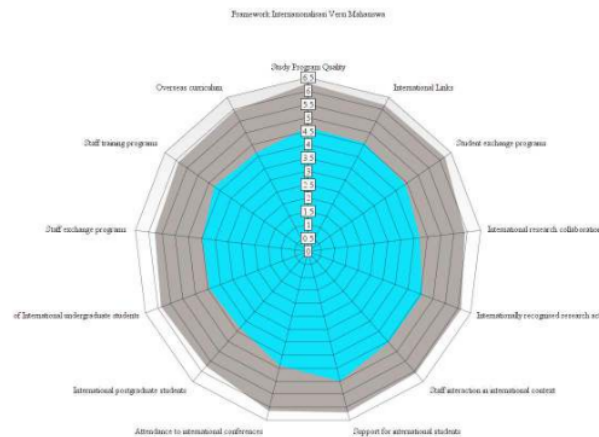 Framework Internasionalisasi Versi Mahasiswa
Study Program Quality
Overseas curriculum
International Links
Staff training programs
Student exchange programs
Staff exchange programs
International research collaboration
of International undergraduate students
Internationally recognised research act
International postgraduate students
Staff interaction in international context
Attendance to international conferences
Support for international students
6.5
6
5.5
5
4.5
4
3.5
3
2.5
2
1.5
1
0.5
0